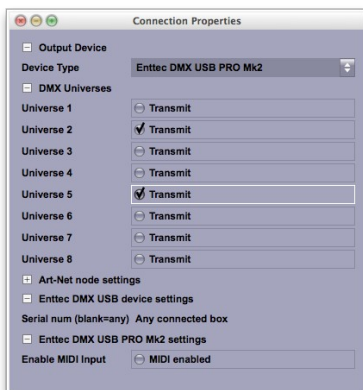 Connection Properties
Output Device
Device Type Enttec DMX USB PRO Mk2
DMX Universes
Universe 1 Transmit
Universe 2 Transmit
Universe 3 Transmit
Universe 4 Transmit
Universe 5 Transmit
Universe 6 Transmit
Universe 7 Transmit
Universe 8 Transmit
Art-Net node settings
Enttec DMX USB device settings
Serial num (blank=any) Any connected box
Enttec DMX USB PRO Mk2 settings
Enable MIDI Input MIDI enabled